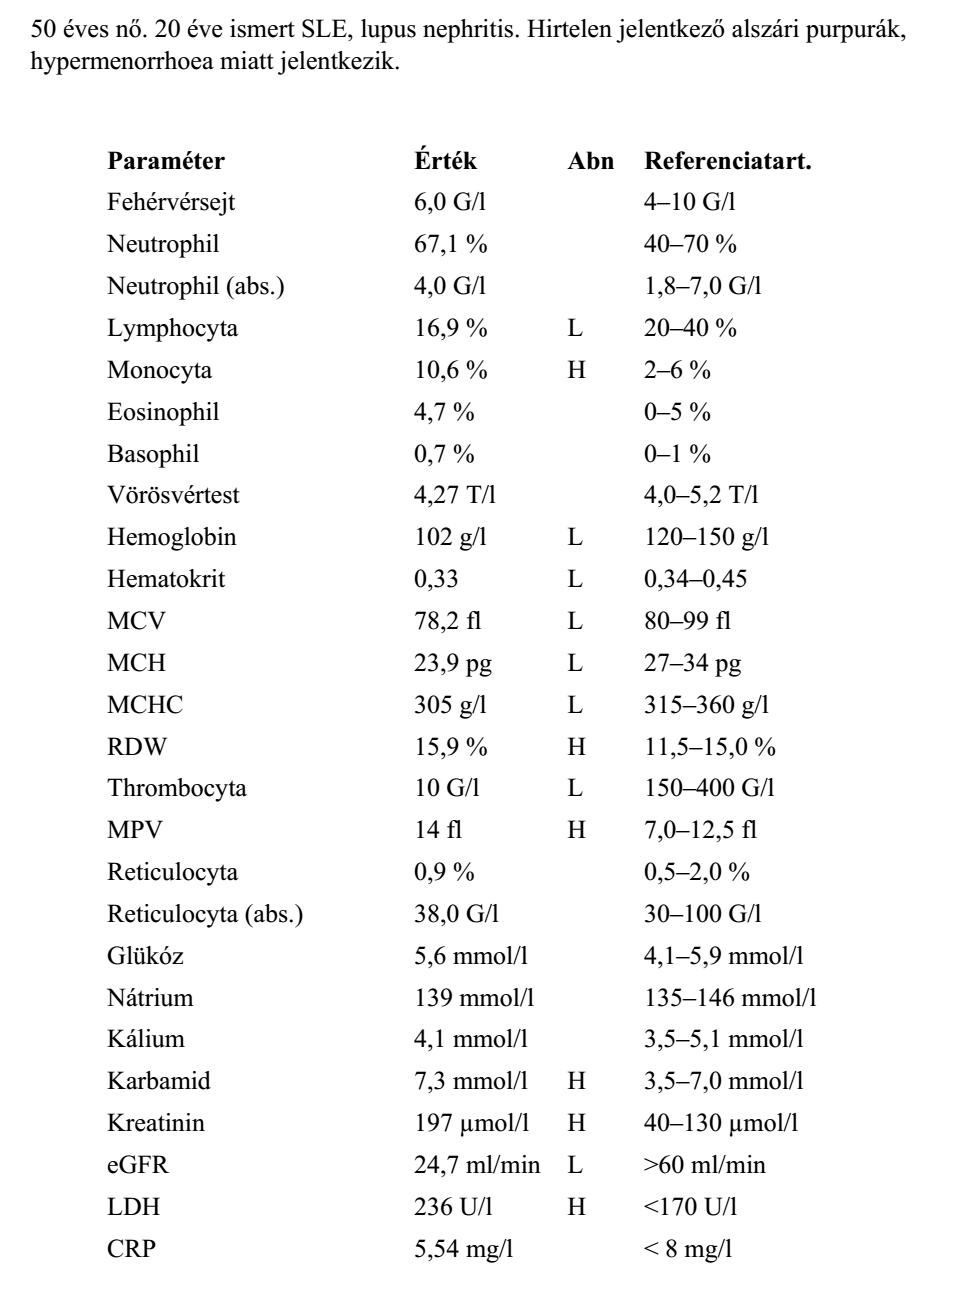 50 éves nő. 20 éve ismert SLE, lupus nephritis. Hirtelen jelentkező alszári purpurák,
hypermenorrhoea miatt jelentkezik.
Paraméter Érték Abn Referenciatart.
Fehérvérsejt 6,0 G/l 4–10 G/l
Neutrophil 67,1 % 40–70 %
Neutrophil (abs.) 4,0 G/l 1,8–7,0 G/l
Lymphocyta 16,9 % L 20–40 %
Monocyta 10,6 % H 2–6 %
Eosinophil 4,7 % 0–5 %
Basophil 0,7 % 0–1 %
Vörösvértest 4,27 T/l 4,0–5,2 T/l
Hemoglobin 102 g/l L 120–150 g/l
Hematokrit 0,33 L 0,34–0,45
MCV 78,2 fl L 80–99 fl
MCH 23,9 pg L 27–34 pg
MCHC 305 g/l L 315–360 g/l
RDW 15,9 % H 11,5–15,0 %
Thrombocyta 10 G/l L 150–400 G/l
MPV 14 fl H 7,0–12,5 fl
Reticulocyta 0,9 % 0,5–2,0 %
Reticulocyta (abs.) 38,0 G/l 30–100 G/l
Glükóz 5,6 mmol/l 4,1–5,9 mmol/l
Nátrium 139 mmol/l 135–146 mmol/l
Kálium 4,1 mmol/l 3,5–5,1 mmol/l
Karbamid 7,3 mmol/l H 3,5–7,0 mmol/l
Kreatinin 197 µmol/l H 40–130 µmol/l
eGFR 24,7 ml/min L >60 ml/min
LDH 236 U/l H <170 U/l
CRP 5,54 mg/l < 8 mg/l